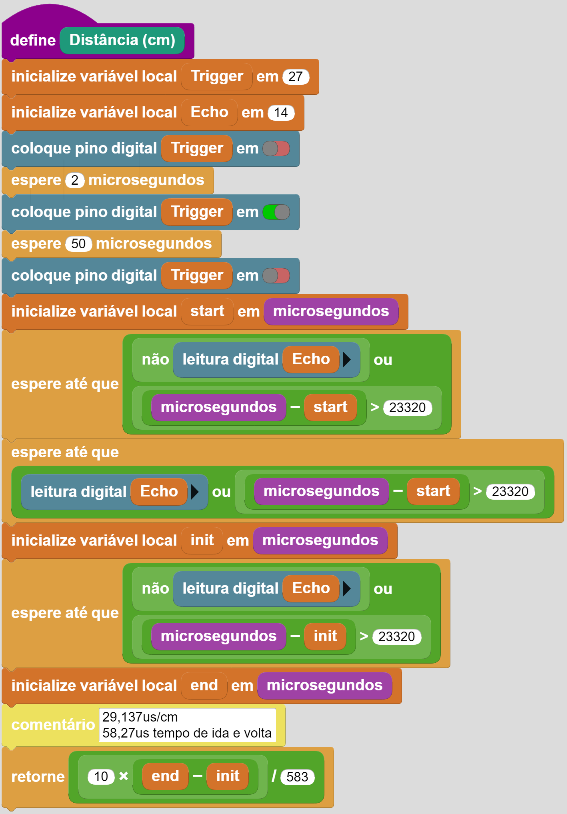 define Distância (cm)
inicialize variável local Trigger em 27
inicialize variável local Echo em 14
coloque pino digital Trigger em
espere 2 microsegundos
coloque pino digital Trigger em
espere 50 microsegundos
coloque pino digital Trigger em
inicialize variável local start em microsegundos
espere até que não leitura digital Echo ou
microsegundos − start > 23320
espere até que
leitura digital Echo ou microsegundos − start > 23320
inicialize variável local init em microsegundos
espere até que não leitura digital Echo ou
microsegundos − init > 23320
inicialize variável local end em microsegundos
comentário 29,137us/cm
58,27us tempo de ida e volta
retorne 10 × end − init / 583